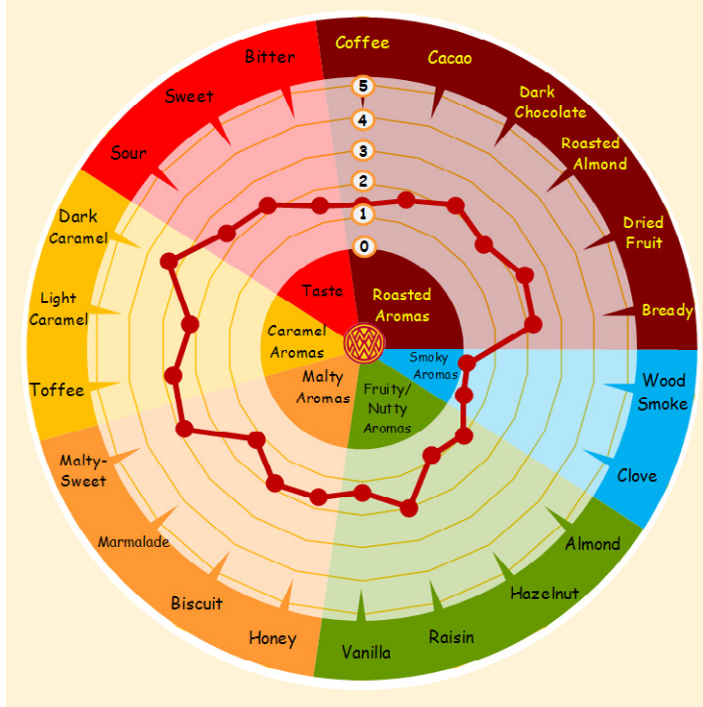 Coffee
Cacao
Dark
Chocolate
Roasted
Almond
Dried
Fruit
Bready
Wood
Smoke
Clove
Almond
Hazelnut
Raisin
Vanilla
Honey
Biscuit
Marmalade
Malty-
Sweet
Toffee
Light
Caramel
Dark
Caramel
Sour
Sweet
Bitter
5
4
3
2
1
0
Taste
Roasted
Aromas
Caramel
Aromas
Smoky
Aromas
Malty
Aromas
Fruity/
Nutty
Aromas